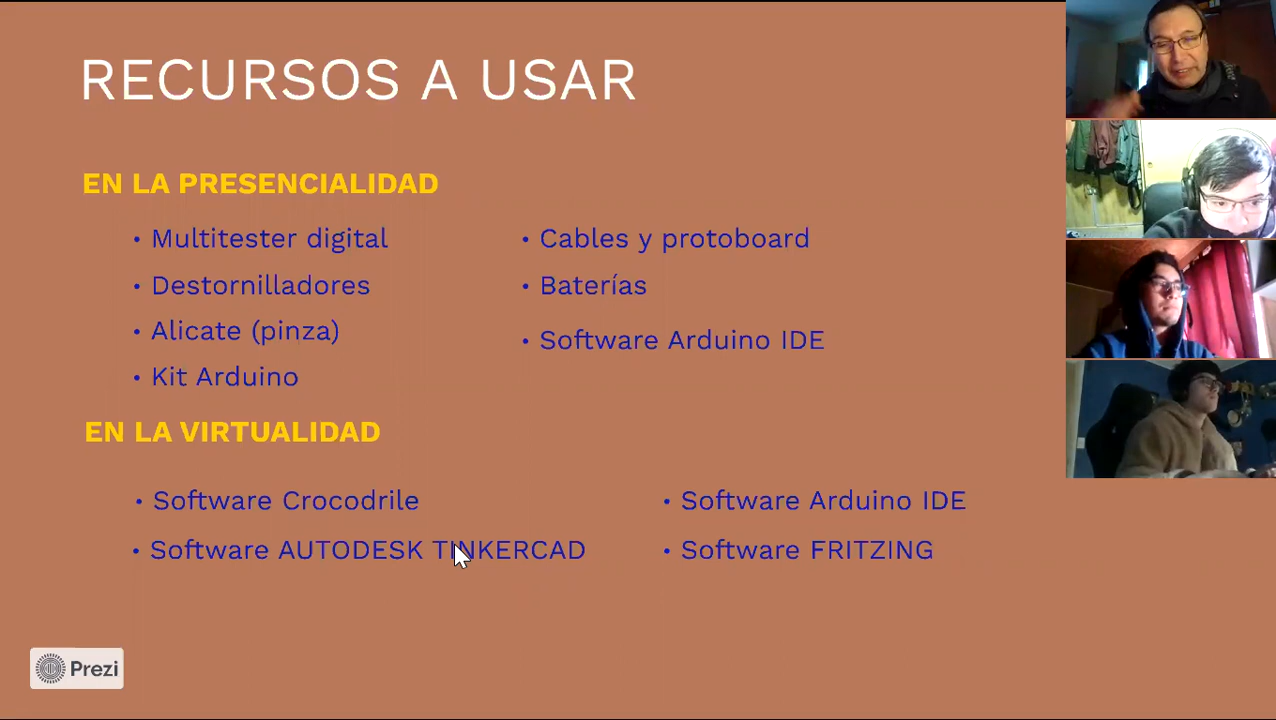 RECURSOS A USAR
EN LA PRESENCIALIDAD
• Multitester digital
• Destornilladores
• Alicate (pinza)
• Kit Arduino
• Cables y protoboard
• Baterías
• Software Arduino IDE
EN LA VIRTUALIDAD
• Software Crocodrile
• Software AUTODESK TINKERCAD
• Software Arduino IDE
• Software FRITZING
Prezi